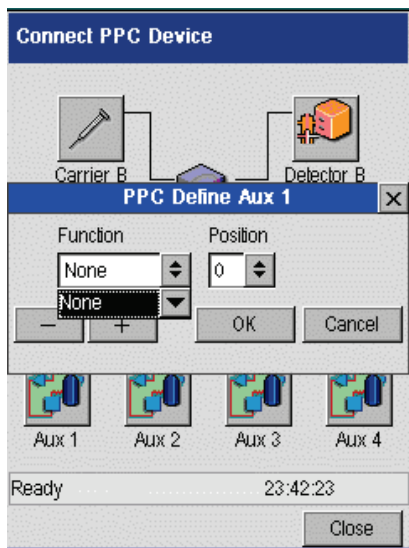 Connect PPC Device
Carrier B
Detector B
PPC Define Aux 1
Function
Position
None
0
None
− + OK Cancel
Aux 1 Aux 2 Aux 3 Aux 4
Ready 23:42:23
Close